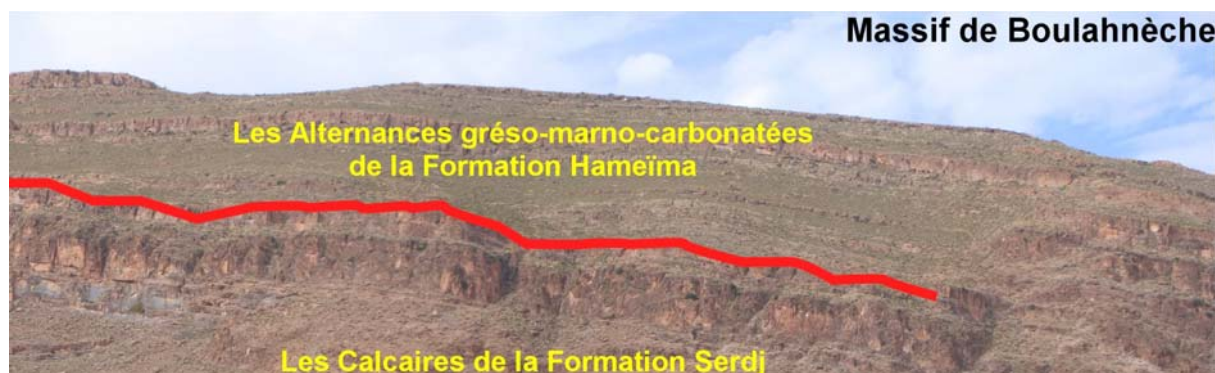 Massif de Boulahnèche
Les Alternances gréso-marno-carbonatées
de la Formation Hameïma
Les Calcaires de la Formation Serdj